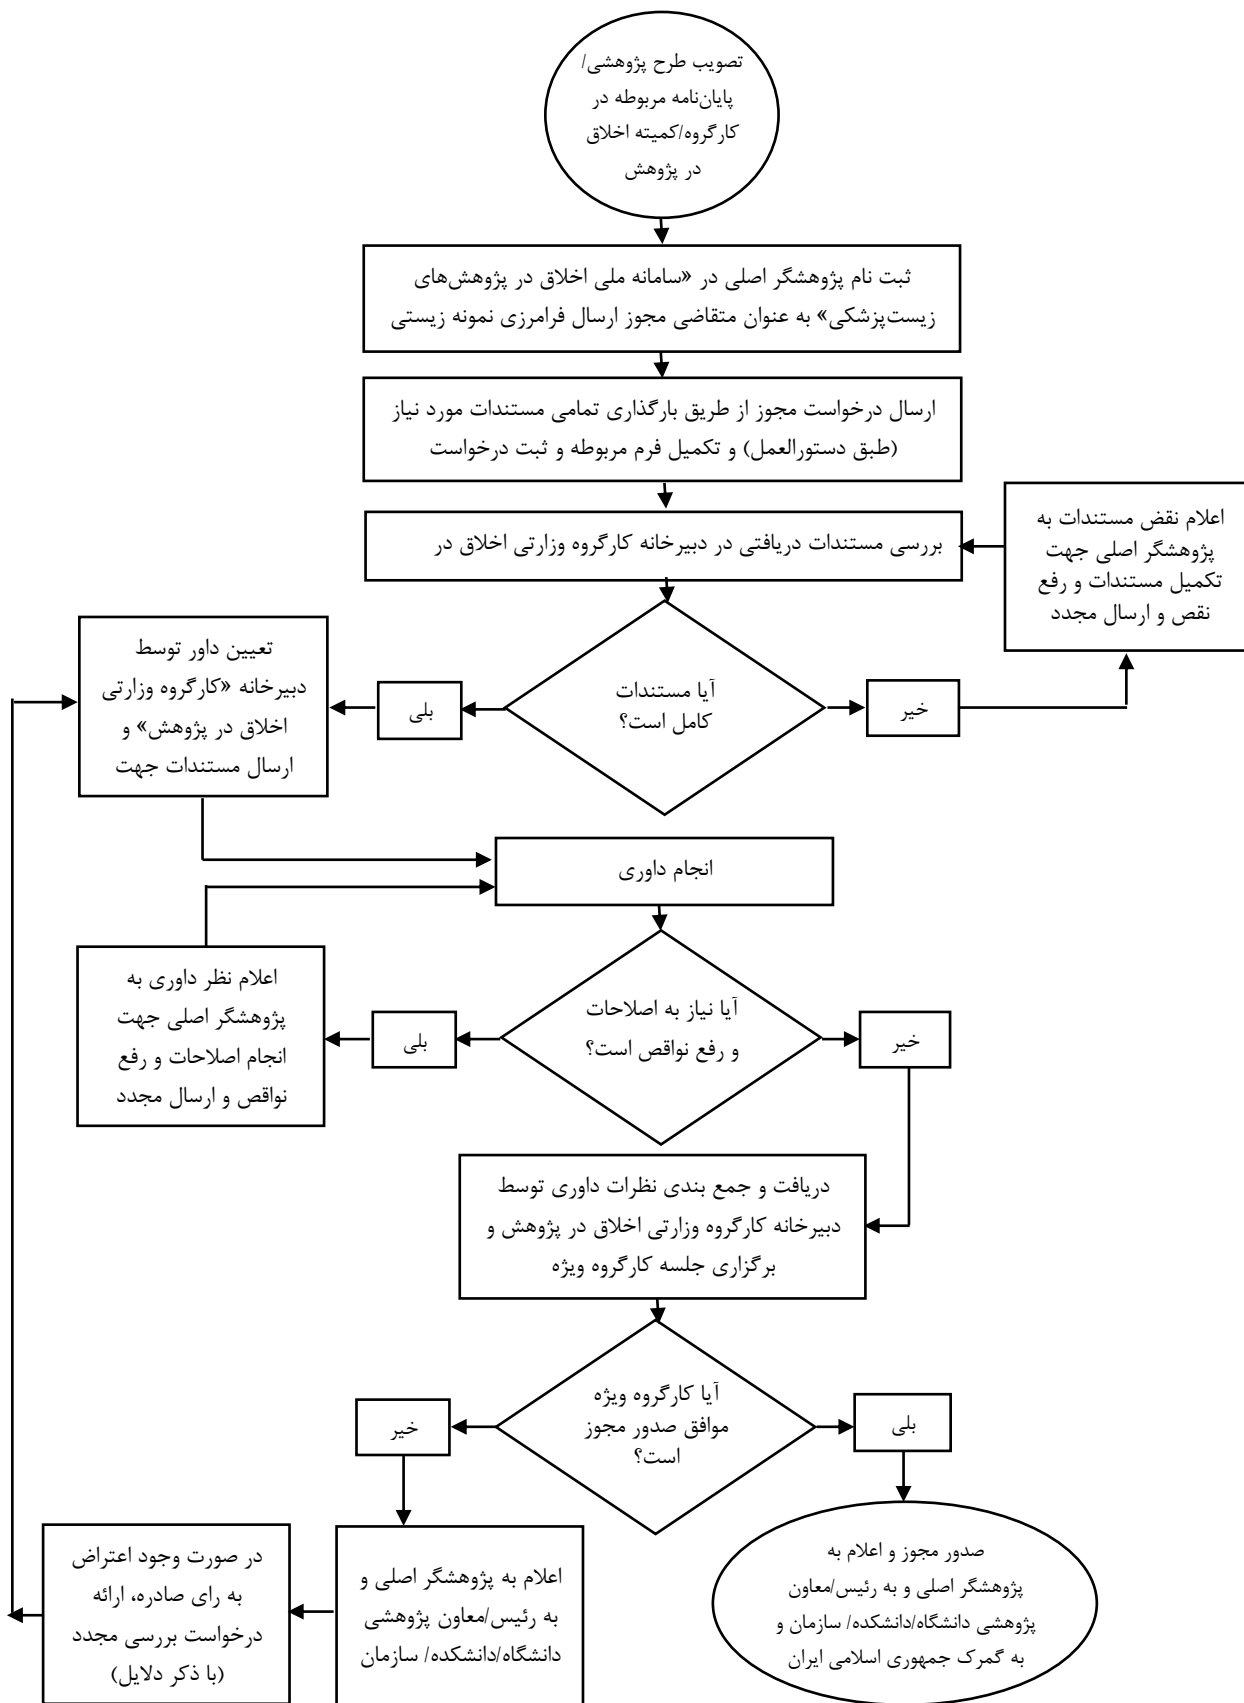 تصویب طرح پژوهشی/
پایان‌نامه مربوطه در
کارگروه/کمیته اخلاق
در پژوهش
ثبت نام پژوهشگر اصلی در «سامانه ملی اخلاق در پژوهش‌های
زیست‌پزشکی» به عنوان متقاضی مجوز ارسال فرامرزی نمونه زیستی
ارسال درخواست مجوز از طریق بارگذاری تمامی مستندات مورد نیاز
(طبق دستورالعمل) و تکمیل فرم مربوطه و ثبت درخواست
بررسی مستندات دریافتی در دبیرخانه کارگروه وزارتی اخلاق در
اعلام نقض مستندات به
پژوهشگر اصلی جهت
تکمیل مستندات و رفع
نقص و ارسال مجدد
آیا مستندات
کامل است؟
خیر
بلی
تعیین داور توسط
دبیرخانه «کارگروه وزارتی
اخلاق در پژوهش» و
ارسال مستندات جهت
انجام داوری
آیا نیاز به اصلاحات
و رفع نواقص است؟
خیر
بلی
اعلام نظر داوری به
پژوهشگر اصلی جهت
انجام اصلاحات و رفع
نواقص و ارسال مجدد
دریافت و جمع بندی نظرات داوری توسط
دبیرخانه کارگروه وزارتی اخلاق در پژوهش و
برگزاری جلسه کارگروه ویژه
آیا کارگروه ویژه
موافق صدور مجوز
است؟
بلی
خیر
صدور مجوز و اعلام به
پژوهشگر اصلی و به رئیس/معاون
پژوهشی دانشگاه/دانشکده/ سازمان و
به گمرک جمهوری اسلامی ایران
اعلام به پژوهشگر اصلی و
به رئیس/معاون پژوهشی
دانشگاه/دانشکده/ سازمان
در صورت وجود اعتراض
به رای صادره، ارائه
درخواست بررسی مجدد
(با ذکر دلایل)